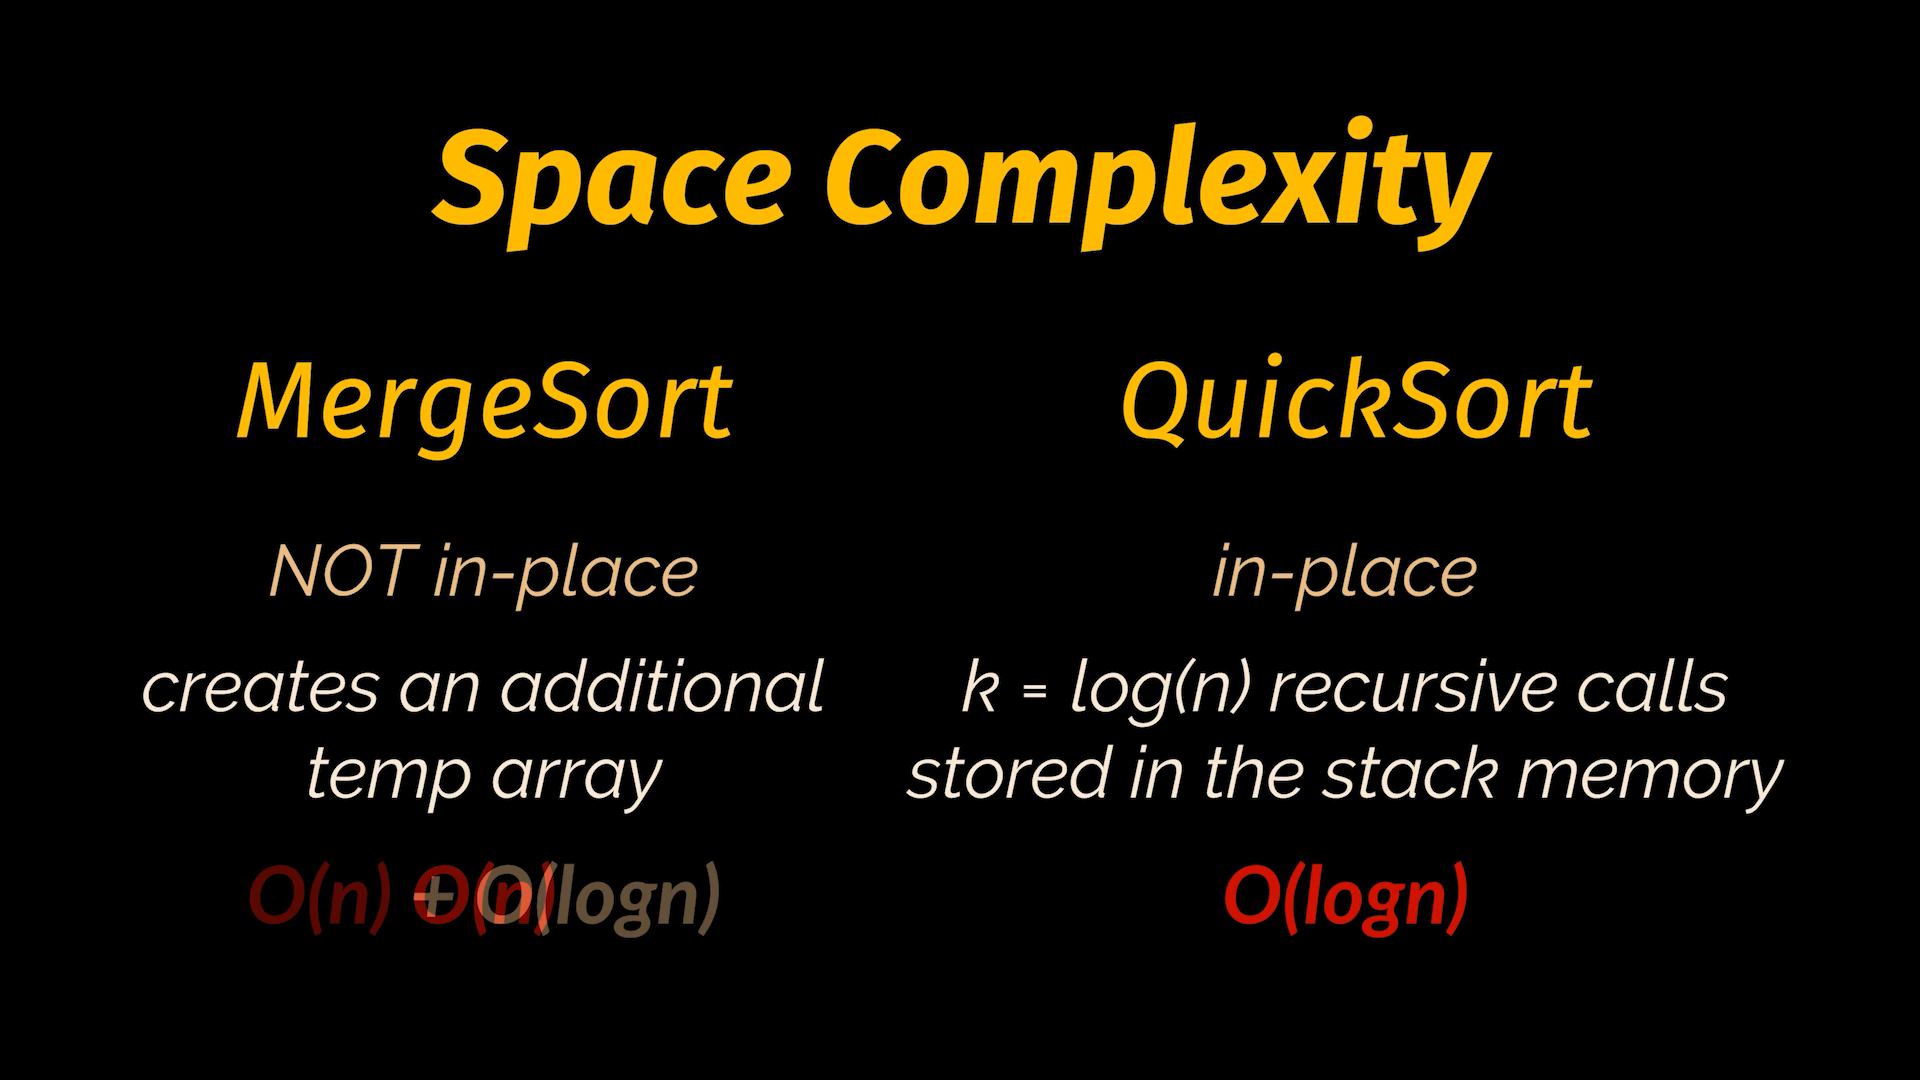 Space Complexity
MergeSort
NOT in-place
creates an additional
temp array
O(n) + O(logn)
O(n)
QuickSort
in-place
k = log(n) recursive calls
stored in the stack memory
O(logn)